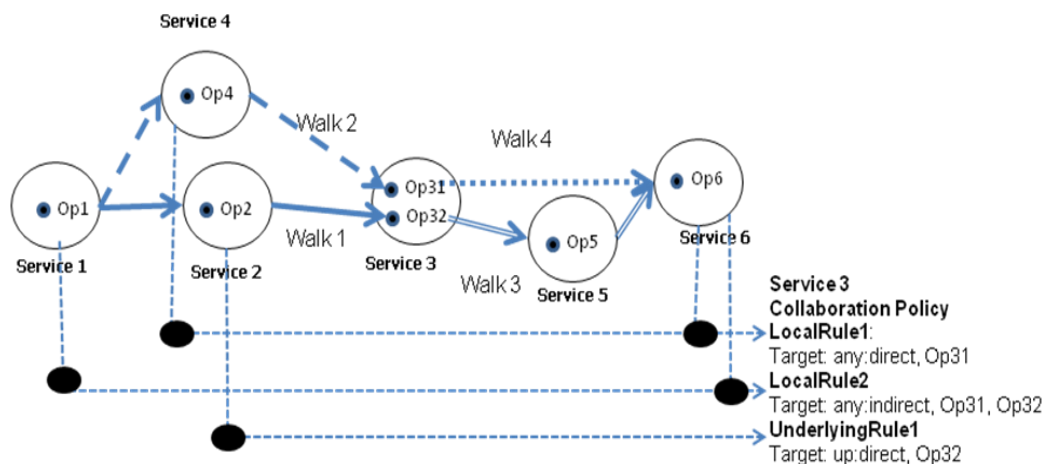 Service 4
Op4
Walk 2
Walk 4
Op6
Op31
Op1
Op2
Op32
Walk 1
Op5
Service 6
Service 1
Service 2
Service 3
Walk 3
Service 5
Service 3
Collaboration Policy
LocalRule1:
Target: any:direct, Op31
LocalRule2
Target: any:indirect, Op31, Op32
UnderlyingRule1
Target: up:direct, Op32